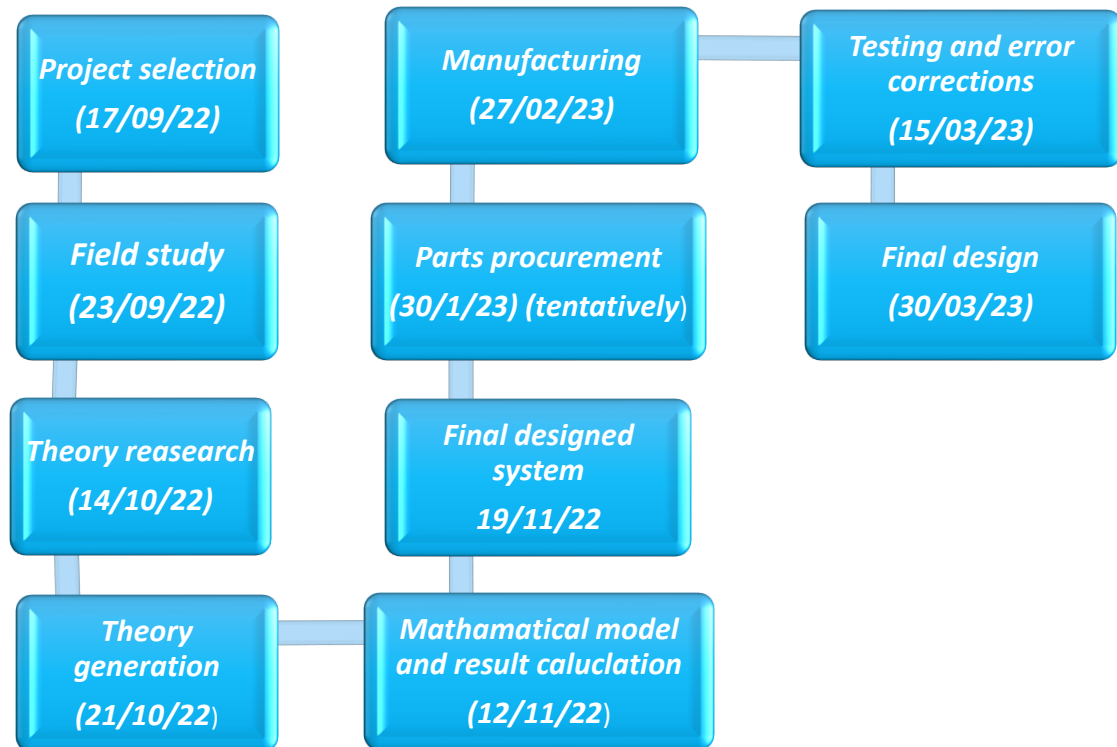 Project selection
(17/09/22)
Field study
(23/09/22)
Theory reasearch
(14/10/22)
Theory
generation
(21/10/22)
Mathamatical model
and result caluclation
(12/11/22)
Final designed
system
19/11/22
Parts procurement
(30/1/23) (tentatively)
Manufacturing
(27/02/23)
Testing and error
corrections
(15/03/23)
Final design
(30/03/23)